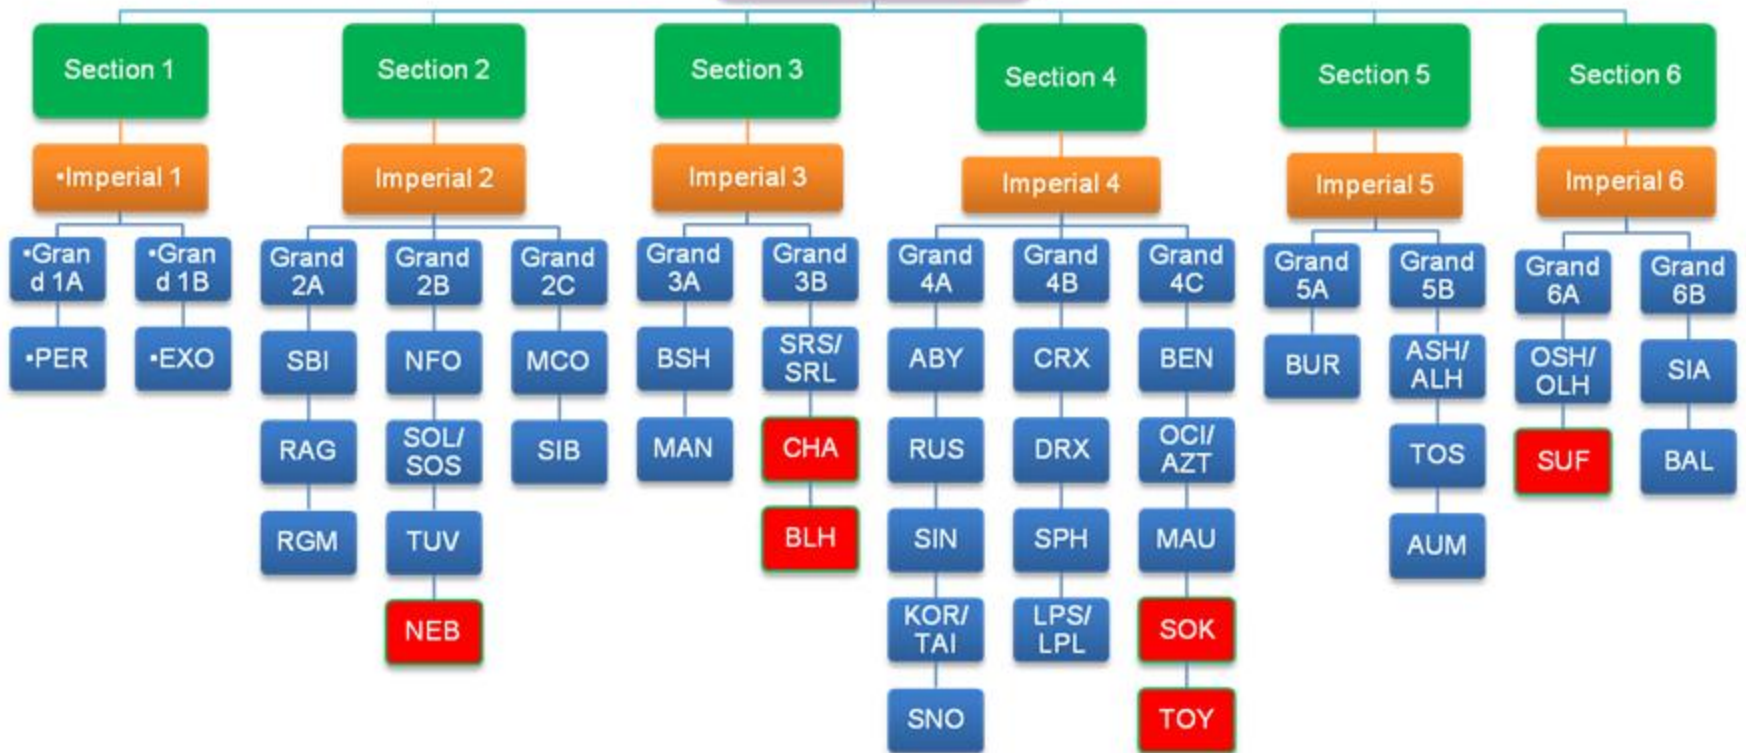 Section 1
Section 2
Section 3
Section 4
Section 5
Section 6
•Imperial 1
Imperial 2
Imperial 3
Imperial 4
Imperial 5
Imperial 6
•Gran
d 1A
•Gran
d 1B
Grand
2A
Grand
2B
Grand
2C
Grand
3A
Grand
3B
Grand
4A
Grand
4B
Grand
4C
Grand
5A
Grand
5B
Grand
6A
Grand
6B
•PER
•EXO
SBI
NFO
MCO
BSH
SRS/
SRL
ABY
CRX
BEN
BUR
ASH/
ALH
OSH/
OLH
SIA
RAG
SOL/
SOS
SIB
MAN
CHA
RUS
DRX
OCI/
AZT
TOS
SUF
BAL
RGM
TUV
BLH
SIN
SPH
MAU
AUM
NEB
KOR/
TAI
LPS/
LPL
SOK
SNO
TOY